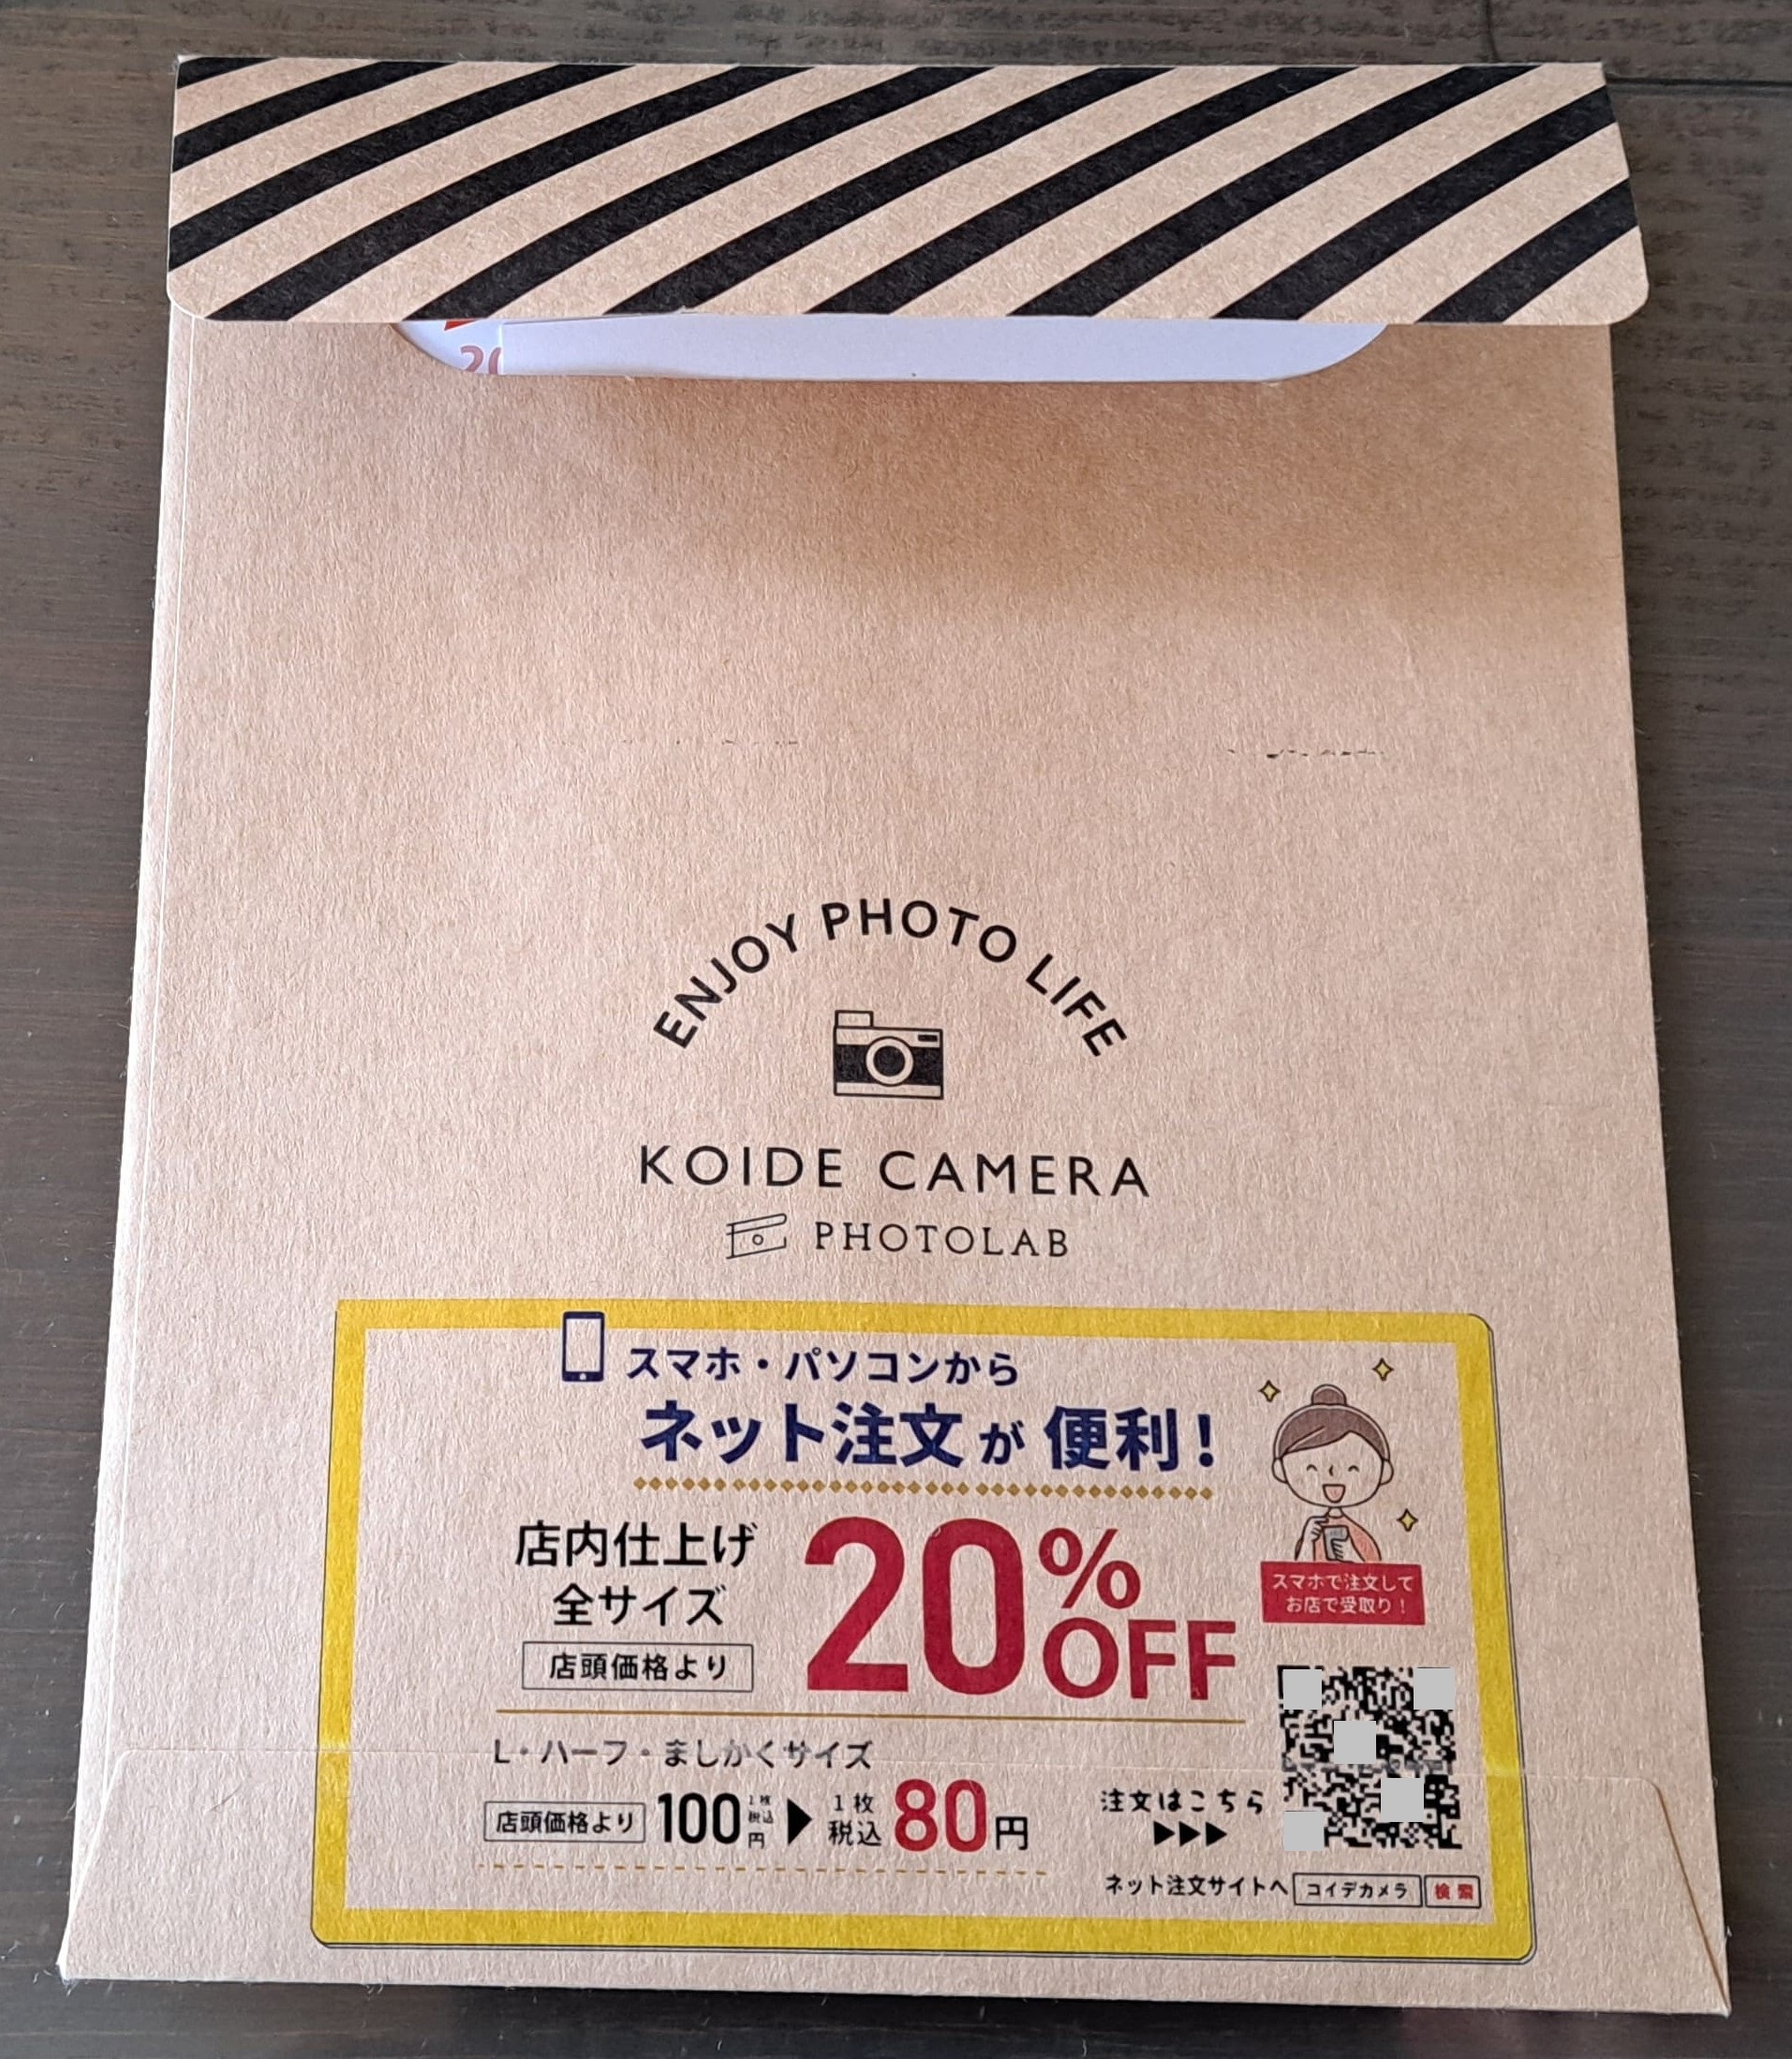 20
ENJOY PHOTO LIFE
KOIDE CAMERA
PHOTOLAB
スマホ・パソコンから
ネット注文が便利！
店内仕上げ
全サイズ
店頭価格より
20%
OFF
スマホで注文して
お店で受取り！
L・ハーフ・ましかくサイズ
店頭価格より 100 1枚税込円 ▶ 1枚税込 80円
注文はこちら
▶▶▶
ネット注文サイトへ コイデカメラ 検索